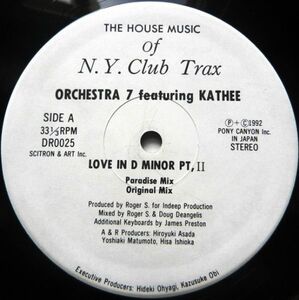 THE HOUSE MUSIC
of
N.Y. Club Trax
ORCHESTRA 7 featuring KATHEE
SIDE A
33⅓RPM
DR0025
SCITRON & ART Inc.
Ⓟ+Ⓒ1992
PONY CANYON Inc.
IN JAPAN
STEREO
LOVE IN D MINOR PT, II
Paradise Mix
Original Mix
Produced by Roger S. for Indeep Production
Mixed by Roger S. & Doug Deangelis
Additional Keyboards by James Preston
A & R Producers: Hiroyuki Asada
Yoshiaki Matumoto, Hisa Ishioka
Executive Producers: Hideki Ohyagi, Kazusuke Obi